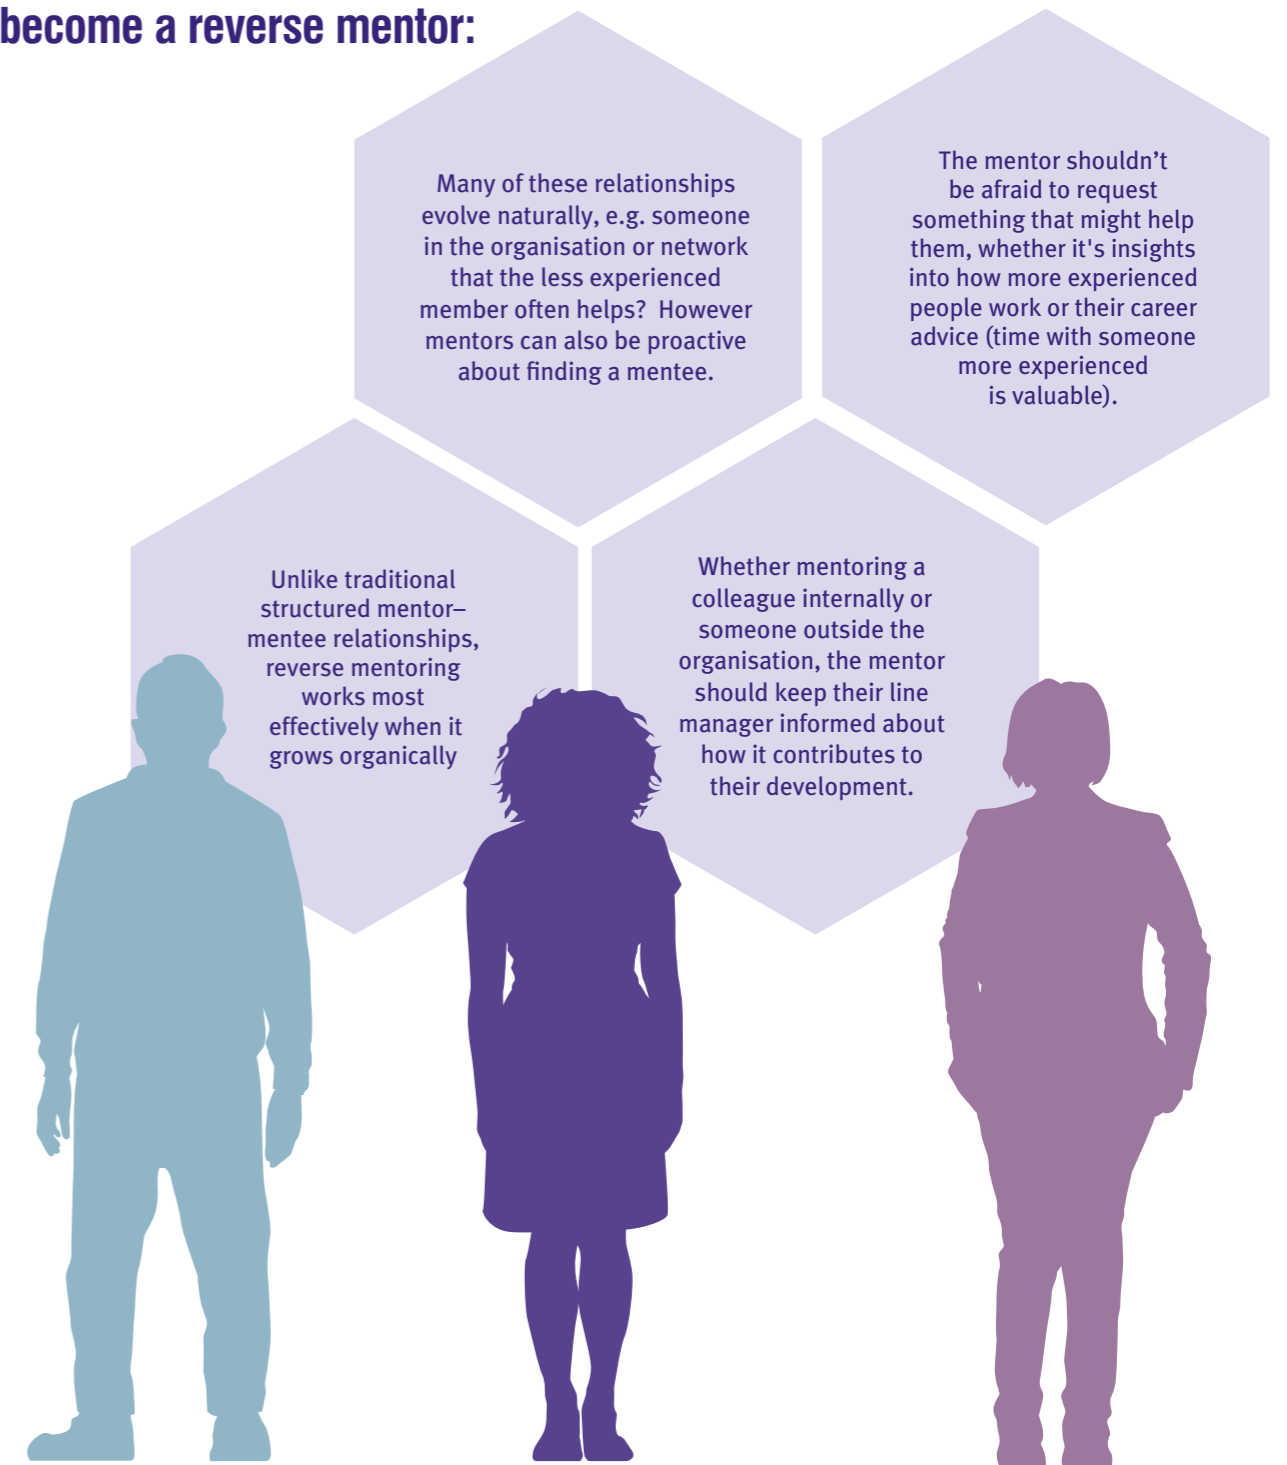 become a reverse mentor:
Many of these relationships
evolve naturally, e.g. someone
in the organisation or network
that the less experienced
member often helps?  However
mentors can also be proactive
about finding a mentee.
The mentor shouldn’t
be afraid to request
something that might help
them, whether it's insights
into how more experienced
people work or their career
advice (time with someone
more experienced
is valuable).
Unlike traditional
structured mentor–
mentee relationships,
reverse mentoring
works most
effectively when it
grows organically
Whether mentoring a
colleague internally or
someone outside the
organisation, the mentor
should keep their line
manager informed about
how it contributes to
their development.